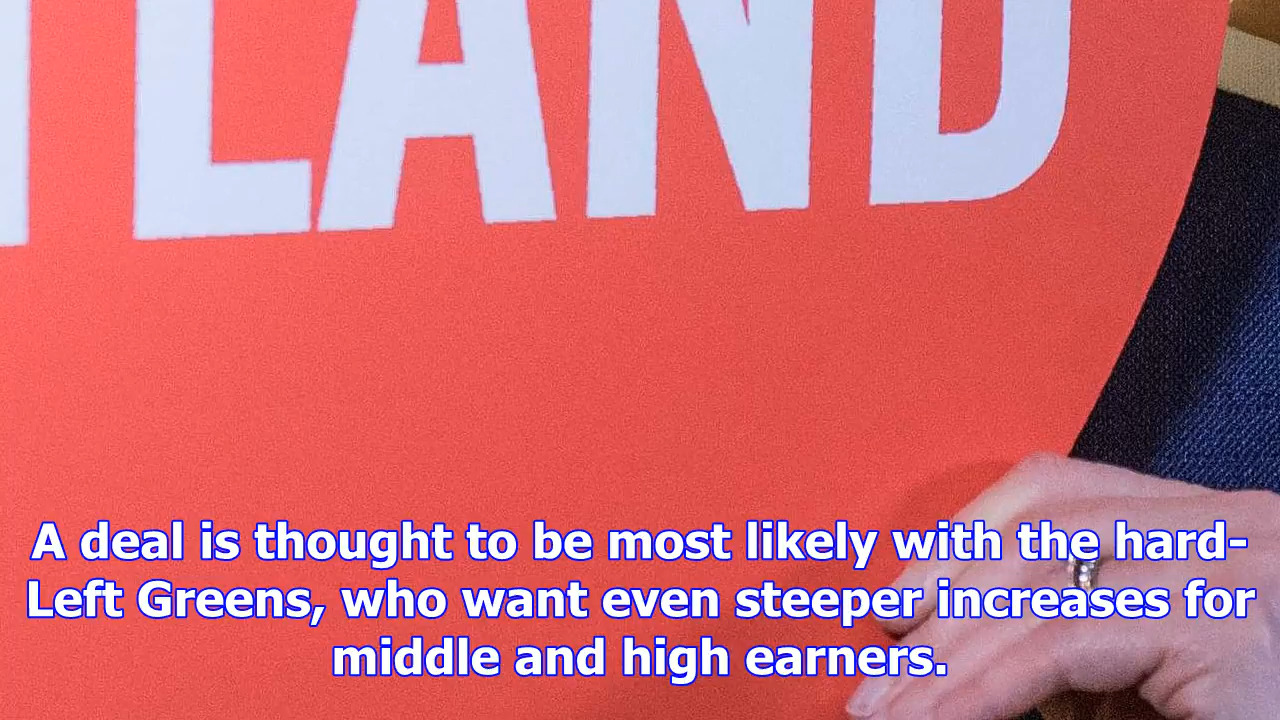 LAND
A deal is thought to be most likely with the hard-
Left Greens, who want even steeper increases for
middle and high earners.